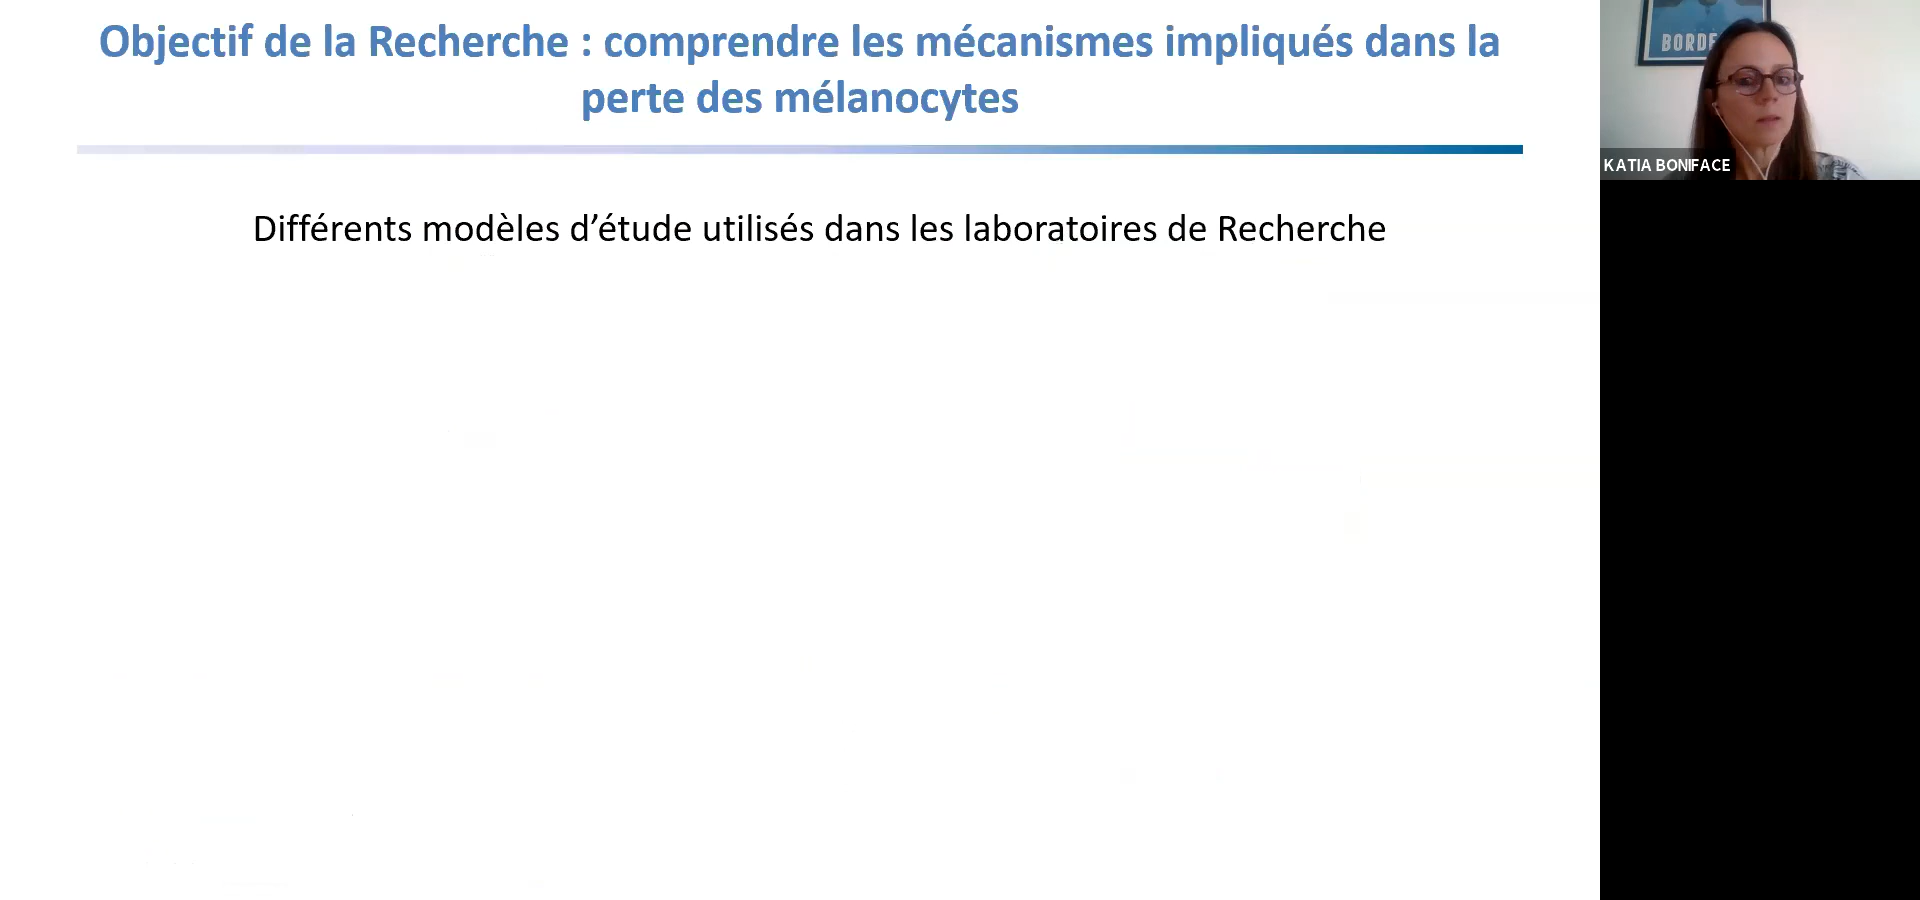 Objectif de la Recherche : comprendre les mécanismes impliqués dans la
perte des mélanocytes
Différents modèles d’étude utilisés dans les laboratoires de Recherche
BORDE
KATIA BONIFACE